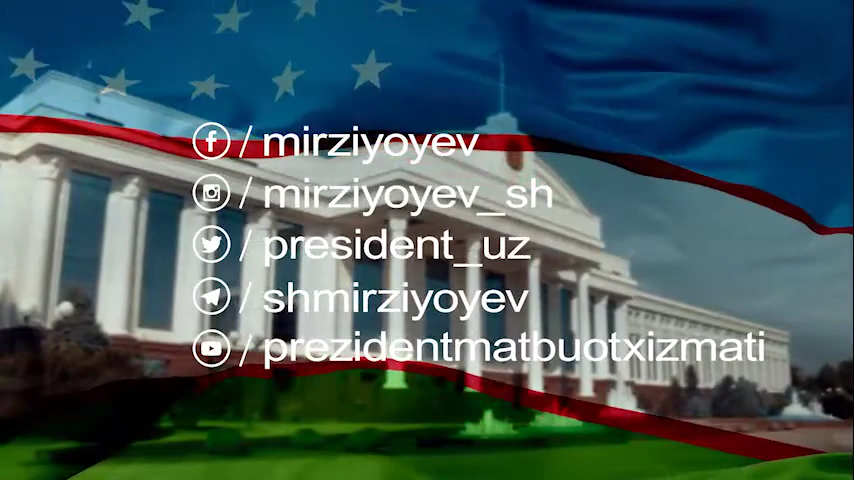 / mirziyoyev
/ mirziyoyev_sh
/ president_uz
/ shmirziyoyev
/ prezidentmatbuotxizmati